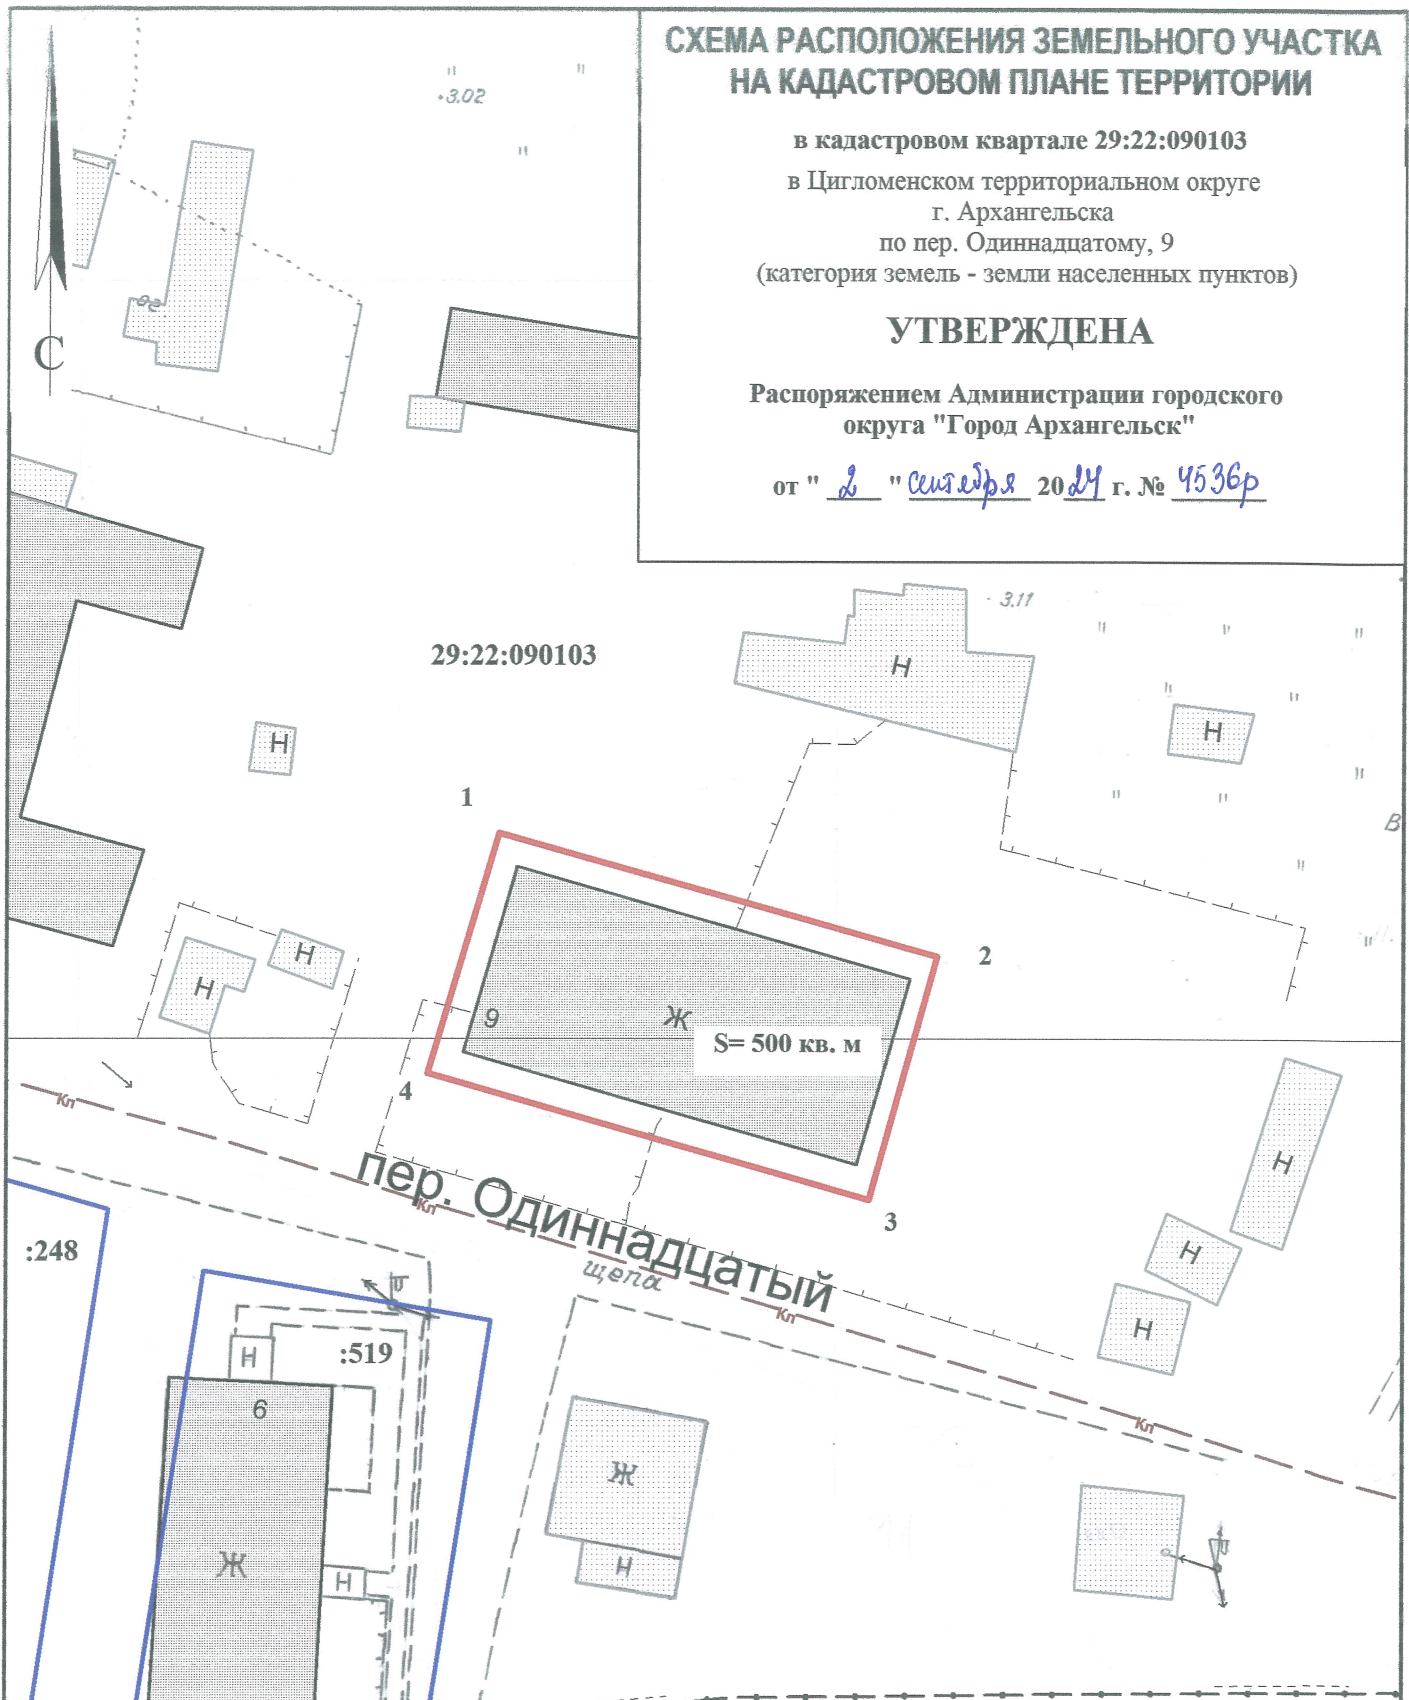 СХЕМА РАСПОЛОЖЕНИЯ ЗЕМЕЛЬНОГО УЧАСТКА
НА КАДАСТРОВОМ ПЛАНЕ ТЕРРИТОРИИ
в кадастровом квартале 29:22:090103
в Цигломенском территориальном округе
г. Архангельска
по пер. Одиннадцатому, 9
(категория земель - земли населенных пунктов)
УТВЕРЖДЕНА
Распоряжением Администрации городского
округа "Город Архангельск"
от " 2 " сентября 2024 г. № 4536р
3.02
С
3.11
Н
29:22:090103
Н
Н
1
В
2
Н
Н
9
Ж
S= 500 кв. м
4
Кл
Н
пер. Одиннадцатый
Кл
3
:248
щепа
Н
Кл
Н
:519
Н
6
Кл
Ж
Ж
Н
Н